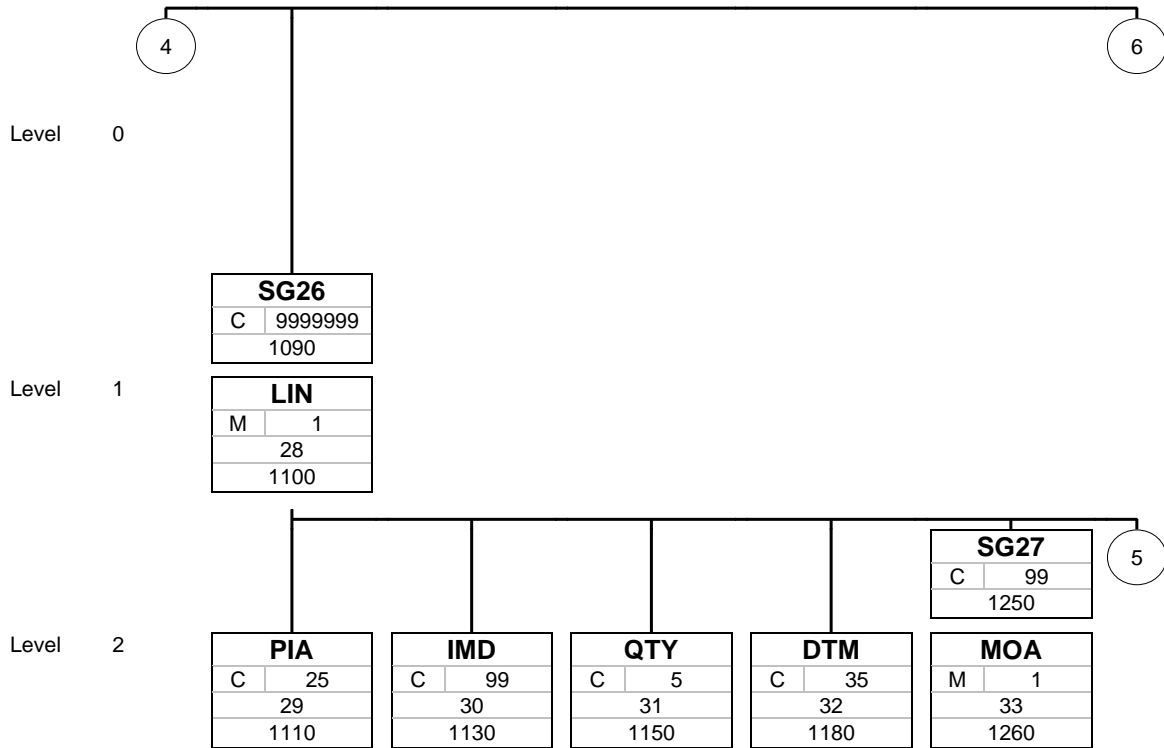 4
6
Level 0
SG26
C 9999999
1090
Level 1
LIN
M 1
28
1100
SG27
C 99
1250
5
Level 2
PIA
C 25
29
1110
IMD
C 99
30
1130
QTY
C 5
31
1150
DTM
C 35
32
1180
MOA
M 1
33
1260